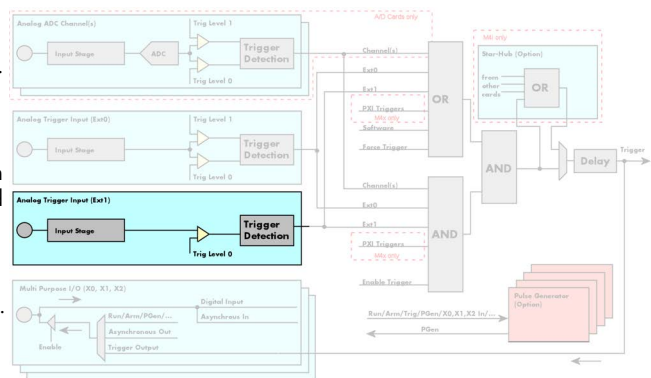 Analog ADC Channel(s)
Trig Level 1
Input Stage
ADC
Trigger
Detection
Trig Level 0
A/D Cards only
Analog Trigger Input (Ext0)
Trig Level 1
Input Stage
Trigger
Detection
Trig Level 0
Analog Trigger Input (Ext1)
Input Stage
Trigger
Detection
Trig Level 0
Multi Purpose I/O (X0, X1, X2)
Digital Input
Run/Arm/PGen/...
Asynchronous In
Asynchronous Out
Enable
Trigger Output
Channel(s)
Ext0
Ext1
PXI Triggers
M4x only
Software
Force Trigger
OR
Channel(s)
Ext0
Ext1
PXI Triggers
M4x only
Enable Trigger
AND
AND
M4i only
Star-Hub (Option)
from
other
cards
OR
Delay
Trigger
Run/Arm/Trig/PGen/X0,X1,X2 In/...
PGen
Pulse Generator
(Option)